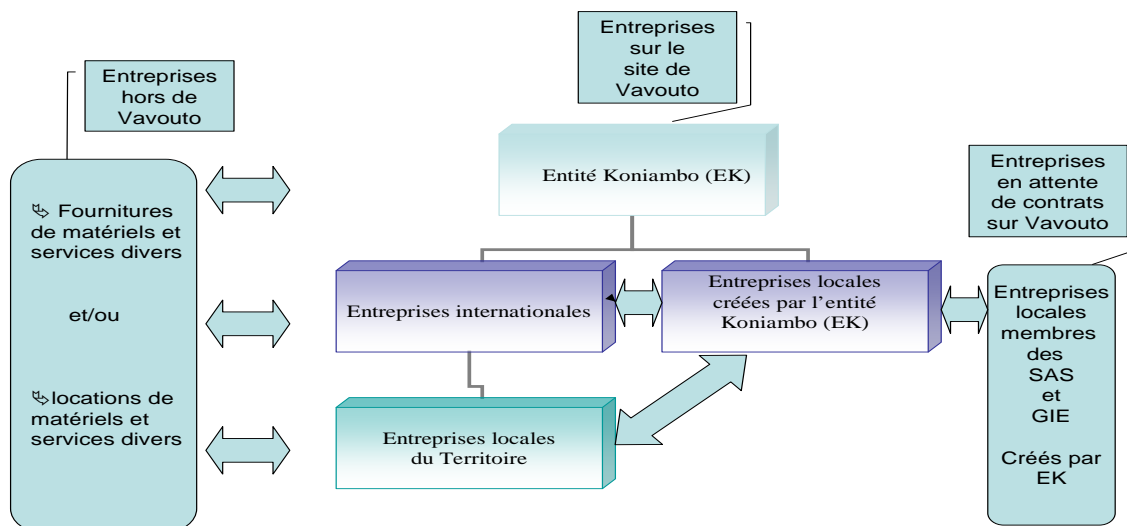 Entreprises
hors de
Vavouto
⮱ Fournitures
de matériels et
services divers
et/ou
⮱locations de
matériels et
services divers
Entreprises
sur le
site de
Vavouto
Entité Koniambo (EK)
Entreprises internationales
Entreprises locales
créées par l’entité
Koniambo (EK)
Entreprises locales
du Territoire
Entreprises
en attente
de contrats
sur Vavouto
Entreprises
locales
membres
des
SAS
et
GIE
Créés par
EK